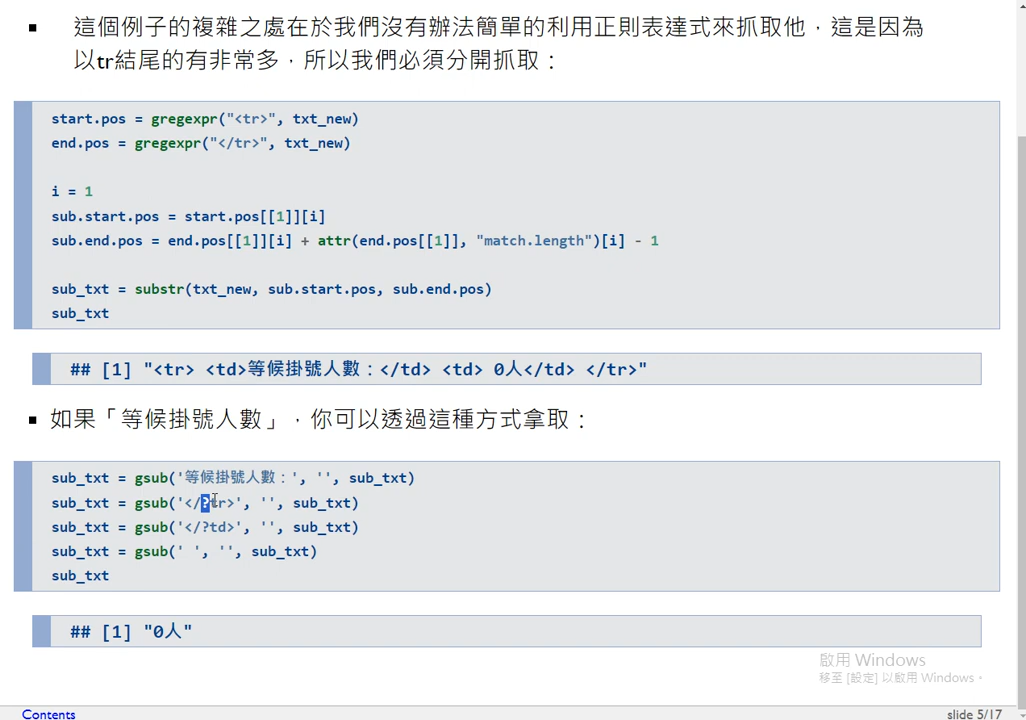 ▪ 這個例子的複雜之處在於我們沒有辦法簡單的利用正則表達式來抓取他，這是因為
以tr結尾的有非常多，所以我們必須分開抓取：
start.pos = gregexpr("<tr>", txt_new)
end.pos = gregexpr("</tr>", txt_new)
i = 1
sub.start.pos = start.pos[[1]][i]
sub.end.pos = end.pos[[1]][i] + attr(end.pos[[1]], "match.length")[i] - 1
sub_txt = substr(txt_new, sub.start.pos, sub.end.pos)
sub_txt
## [1] "<tr> <td>等候掛號人數：</td> <td> 0人</td> </tr>"
▪ 如果「等候掛號人數」，你可以透過這種方式拿取：
sub_txt = gsub('等候掛號人數：', '', sub_txt)
sub_txt = gsub('</?tr>', '', sub_txt)
sub_txt = gsub('</?td>', '', sub_txt)
sub_txt = gsub(' ', '', sub_txt)
sub_txt
## [1] "0人"
啟用 Windows
移至 [設定] 以啟用 Windows。
Contents
slide 5/17